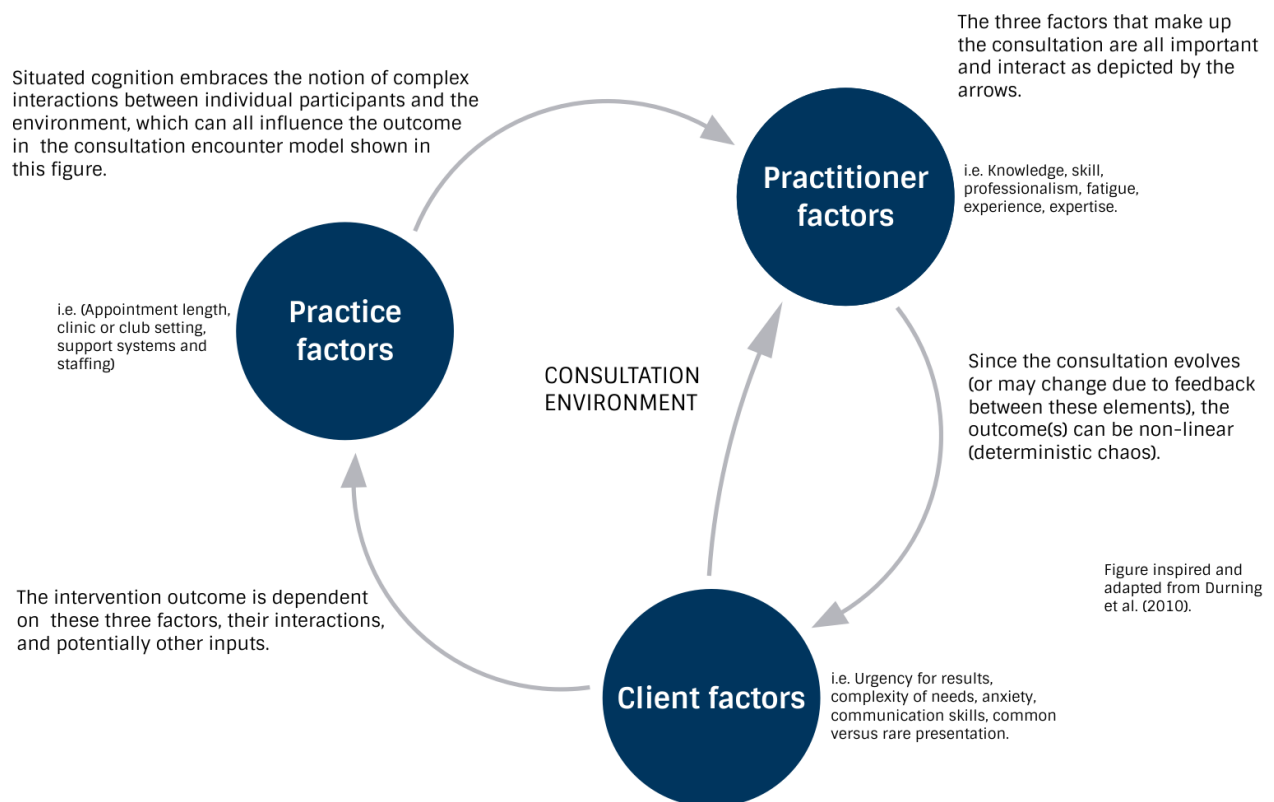 The three factors that make up
the consultation are all important
and interact as depicted by the
arrows.
Situated cognition embraces the notion of complex
interactions between individual participants and the
environment, which can all influence the outcome
in  the consultation encounter model shown in
this figure.
Practitioner
factors
i.e. Knowledge, skill,
professionalism, fatigue,
experience, expertise.
i.e. (Appointment length,
clinic or club setting,
support systems and
staffing)
Practice
factors
CONSULTATION
ENVIRONMENT
Since the consultation evolves
(or may change due to feedback
between these elements), the
outcome(s) can be non-linear
(deterministic chaos).
Figure inspired and
adapted from Durning
et al. (2010).
The intervention outcome is dependent
on  these three factors, their interactions,
and potentially other inputs.
Client factors
i.e. Urgency for results,
complexity of needs, anxiety,
communication skills, common
versus rare presentation.